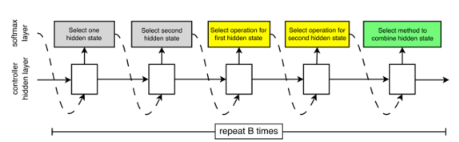 softmax
layer
controller
hidden layer
Select one
hidden state
Select second
hidden state
Select operation for
first hidden state
Select operation for
second hidden state
Select method to
combine hidden state
repeat B times